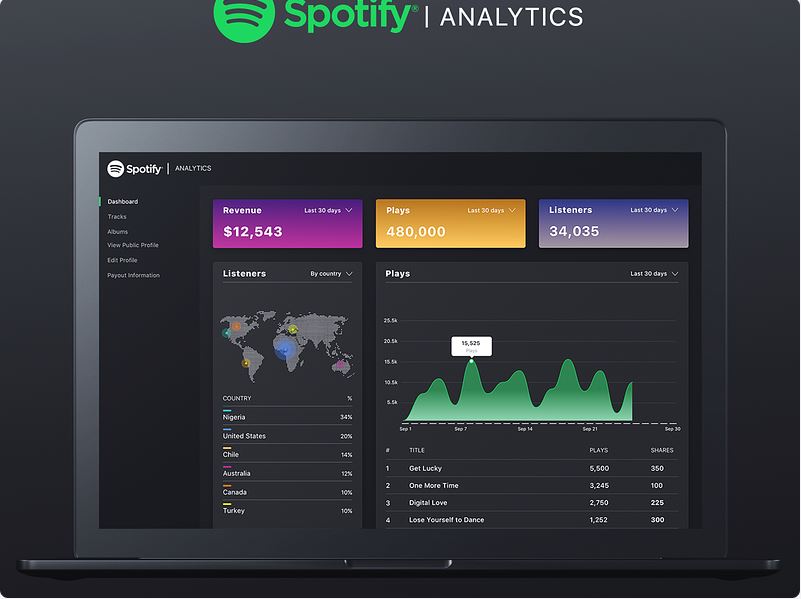 Spotify® | ANALYTICS
Spotify | ANALYTICS
Dashboard
Tracks
Albums
View Public Profile
Edit Profile
Payout Information
Revenue Last 30 days
$12,543
Plays Last 30 days
480,000
Listeners Last 30 days
34,035
Listeners By country
COUNTRY %
Nigeria 34%
United States 20%
Chile 14%
Australia 12%
Canada 10%
Turkey 10%
Plays Last 30 days
25.5k
20.5k
15.5k
10.5k
5.5k
15,525
Plays
Sep 1 Sep 7 Sep 14 Sep 21 Sep 30
# TITLE PLAYS SHARES
1 Get Lucky 5,500 350
2 One More Time 3,245 100
3 Digital Love 2,750 225
4 Lose Yourself to Dance 1,252 300